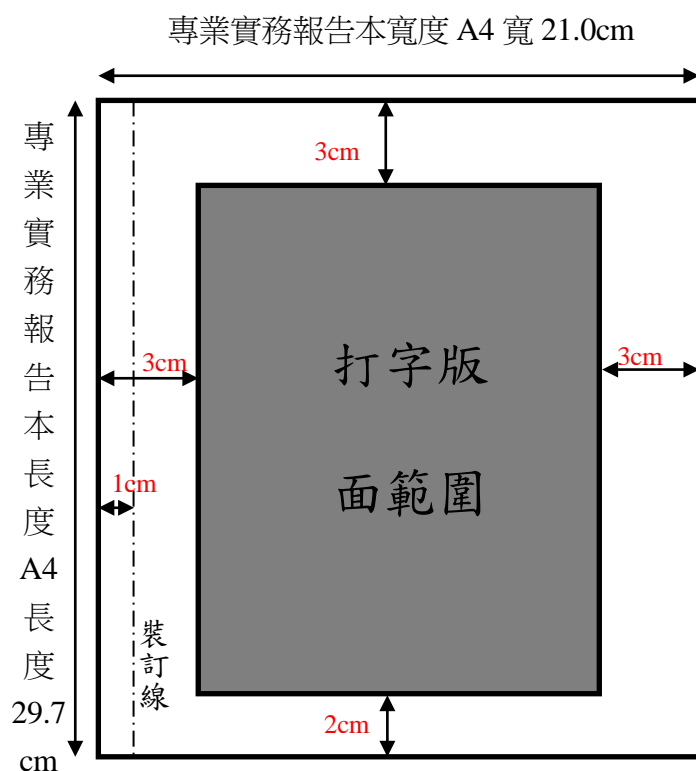 專業實務報告本寬度 A4 寬 21.0cm
專
業
實
務
報
告
本
長
度
A4
長
度
29.7
cm
3cm
3cm
打字版
3cm
面範圍
1cm
裝
訂
線
2cm